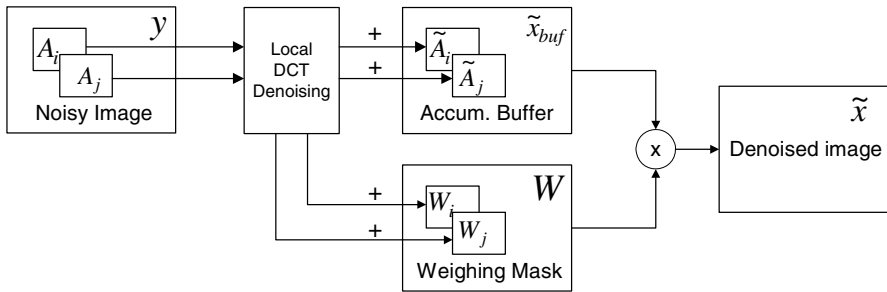 y
A_i
A_j
Noisy Image
Local
DCT
Denoising
+
+
x̃_buf
Ã_i
Ã_j
Accum. Buffer
+
+
W
W_i
W_j
Weighing Mask
x
x̃
Denoised image